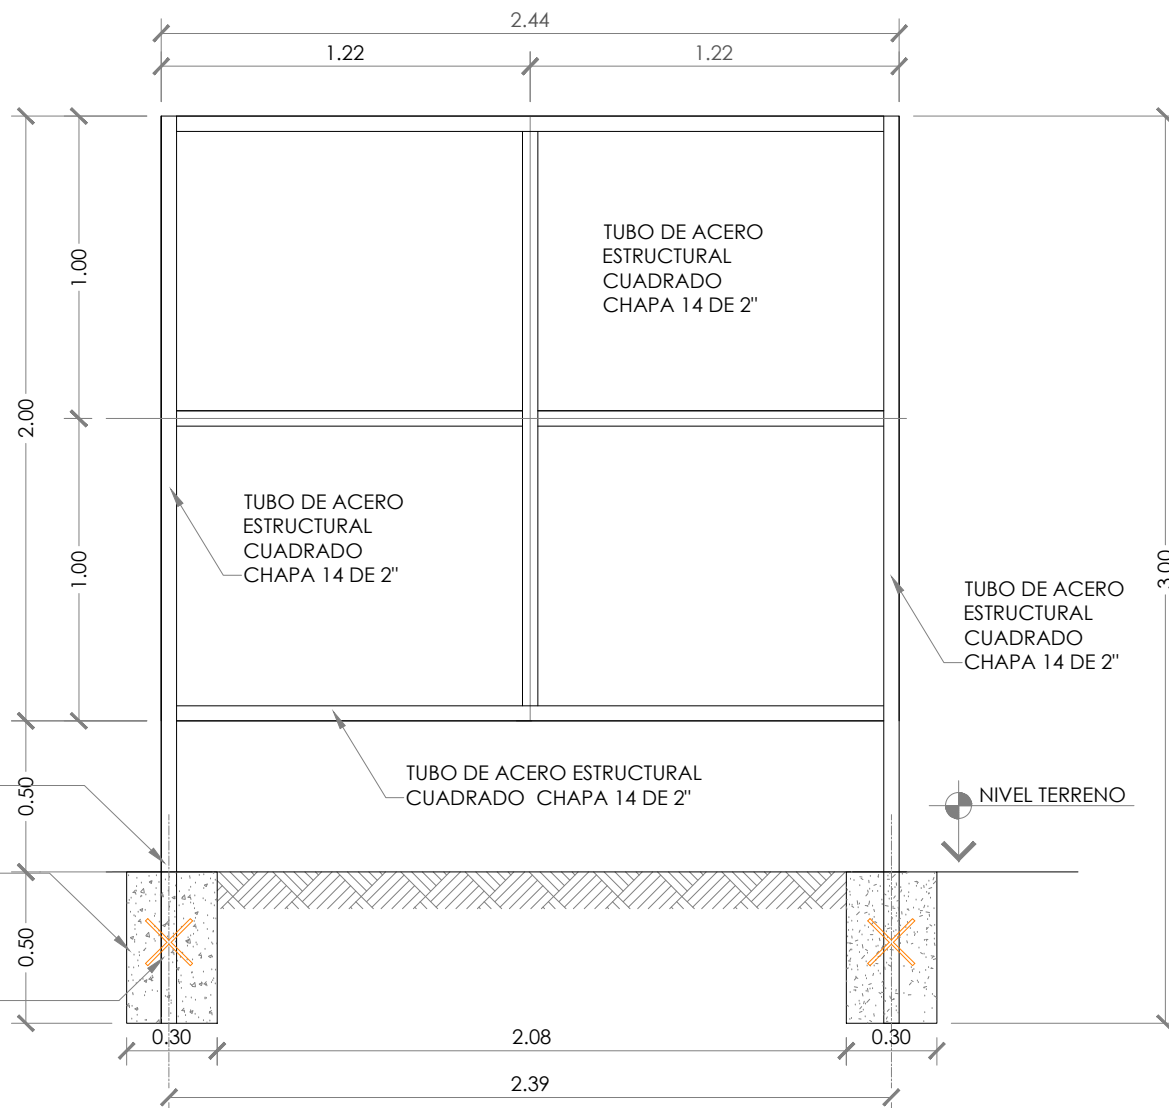 2.44
1.22
1.22
1.00
2.00
1.00
0.50
0.50
3.00
TUBO DE ACERO
ESTRUCTURAL
CUADRADO
CHAPA 14 DE 2"
TUBO DE ACERO
ESTRUCTURAL
CUADRADO
CHAPA 14 DE 2"
TUBO DE ACERO
ESTRUCTURAL
CUADRADO
CHAPA 14 DE 2"
TUBO DE ACERO ESTRUCTURAL
CUADRADO CHAPA 14 DE 2"
NIVEL TERRENO
0.30
2.08
0.30
2.39